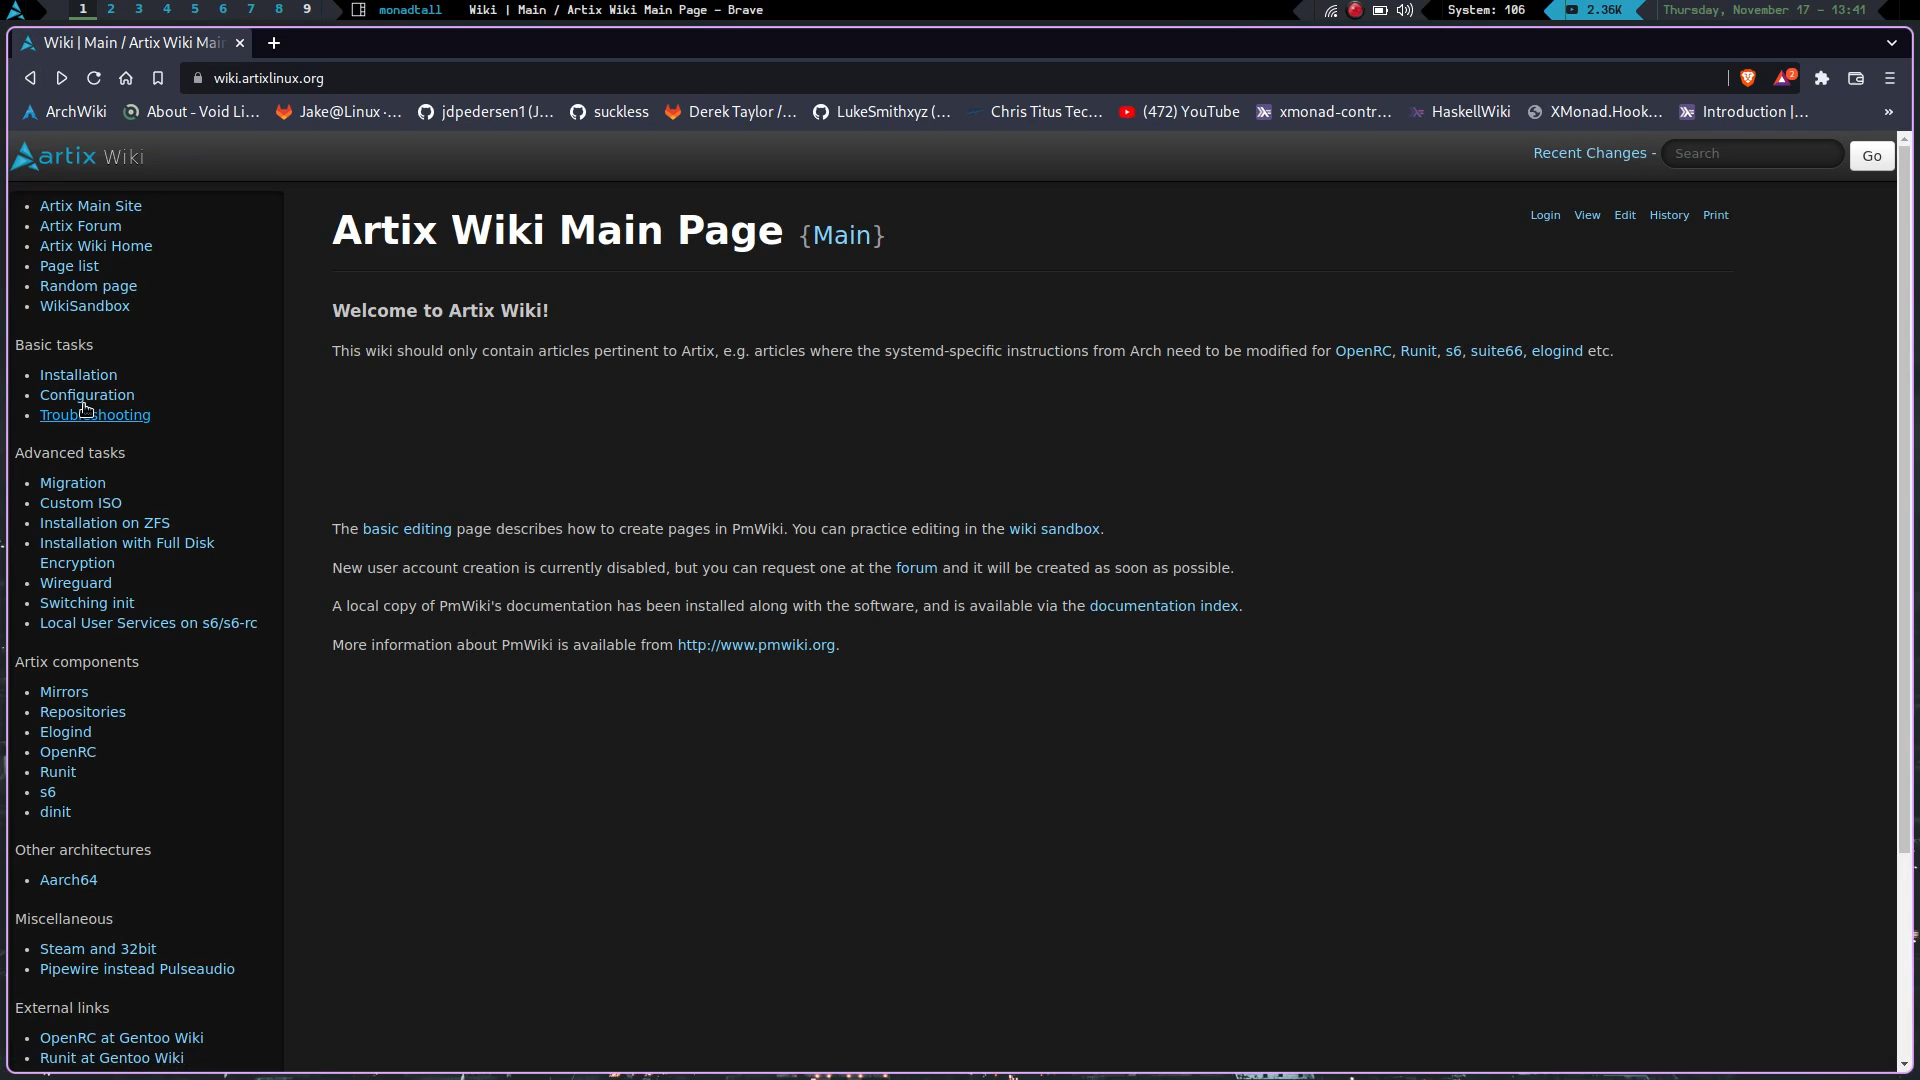 1 2 3 4 5 6 7 8 9 monadtall Wiki | Main / Artix Wiki Main Page – Brave System: 106 2.36K Thursday, November 17 – 13:41
Wiki | Main / Artix Wiki Mai
wiki.artixlinux.org 2
ArchWiki About - Void Li... Jake@Linux · ... jdpedersen1 (J... suckless Derek Taylor /... LukeSmithxyz (... Chris Titus Tec... (472) YouTube xmonad-contr... HaskellWiki XMonad.Hook... Introduction |... »
artix Wiki Recent Changes - Search Go
Artix Main Site
Artix Forum
Artix Wiki Home
Page list
Random page
WikiSandbox
Basic tasks
Installation
Configuration
Troubleshooting
Advanced tasks
Migration
Custom ISO
Installation on ZFS
Installation with Full Disk
Encryption
Wireguard
Switching init
Local User Services on s6/s6-rc
Artix components
Mirrors
Repositories
Elogind
OpenRC
Runit
s6
dinit
Other architectures
Aarch64
Miscellaneous
Steam and 32bit
Pipewire instead Pulseaudio
External links
OpenRC at Gentoo Wiki
Runit at Gentoo Wiki
Login View Edit History Print
Artix Wiki Main Page {Main}
Welcome to Artix Wiki!
This wiki should only contain articles pertinent to Artix, e.g. articles where the systemd-specific instructions from Arch need to be modified for OpenRC, Runit, s6, suite66, elogind etc.
The basic editing page describes how to create pages in PmWiki. You can practice editing in the wiki sandbox.
New user account creation is currently disabled, but you can request one at the forum and it will be created as soon as possible.
A local copy of PmWiki's documentation has been installed along with the software, and is available via the documentation index.
More information about PmWiki is available from http://www.pmwiki.org.